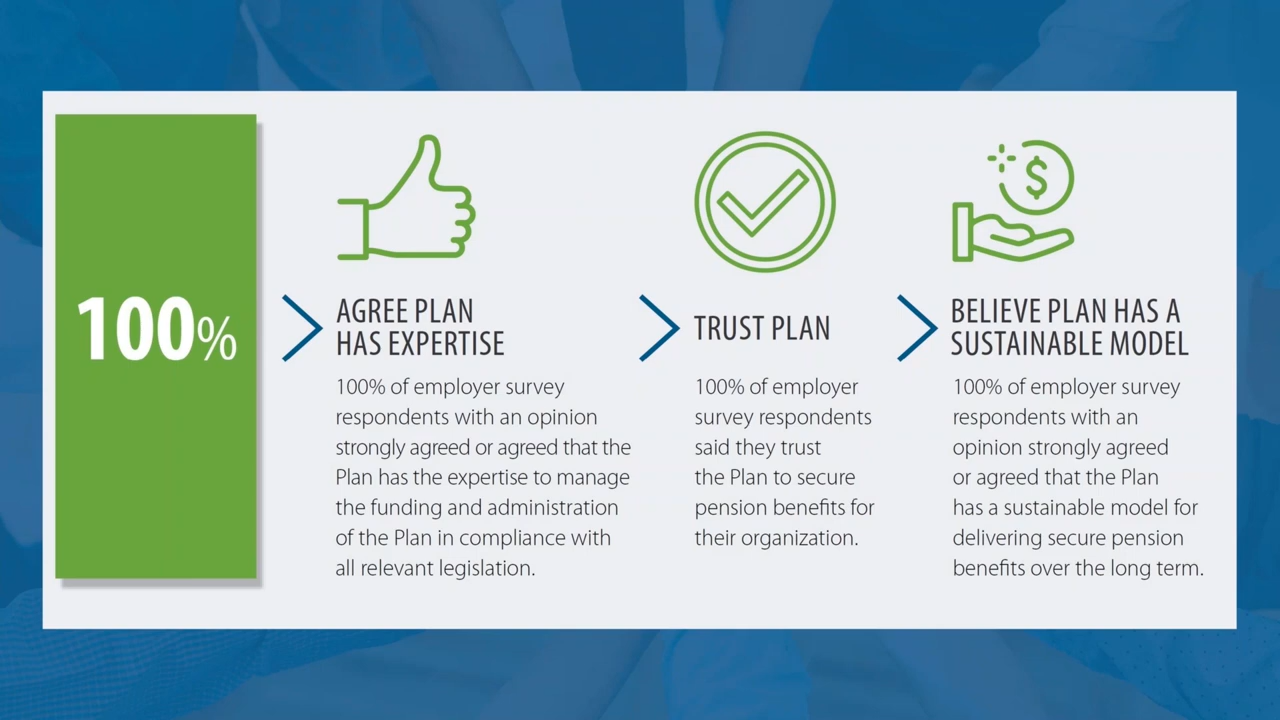 100%
AGREE PLAN
HAS EXPERTISE
100% of employer survey
respondents with an opinion
strongly agreed or agreed that the
Plan has the expertise to manage
the funding and administration
of the Plan in compliance with
all relevant legislation.
TRUST PLAN
100% of employer
survey respondents
said they trust
the Plan to secure
pension benefits for
their organization.
$
BELIEVE PLAN HAS A
SUSTAINABLE MODEL
100% of employer survey
respondents with an
opinion strongly agreed
or agreed that the Plan
has a sustainable model for
delivering secure pension
benefits over the long term.